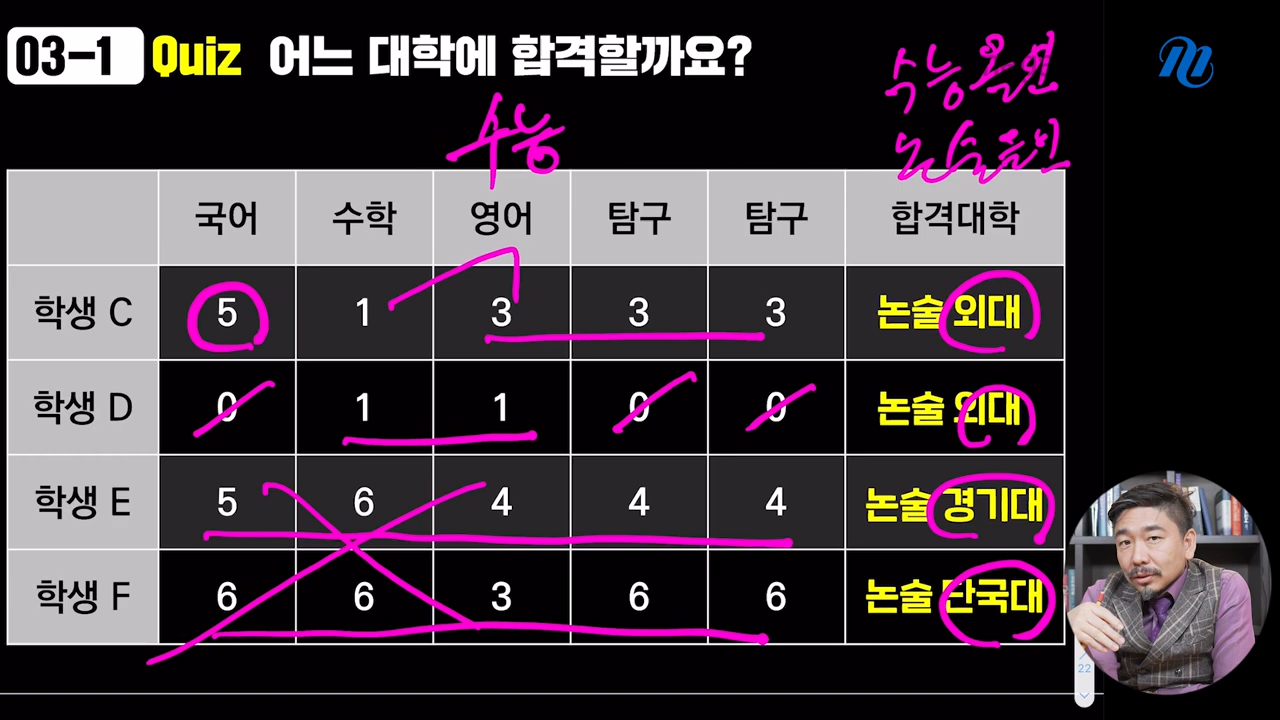 03-1 Quiz 어느 대학에 합격할까요?
수능올인
논술올인
수능
국어 수학 영어 탐구 탐구 합격대학
학생 C 5 1 3 3 3 논술 외대
학생 D 0 1 1 0 0 논술 외대
학생 E 5 6 4 4 4 논술 경기대
학생 F 6 6 3 6 6 논술 단국대
22